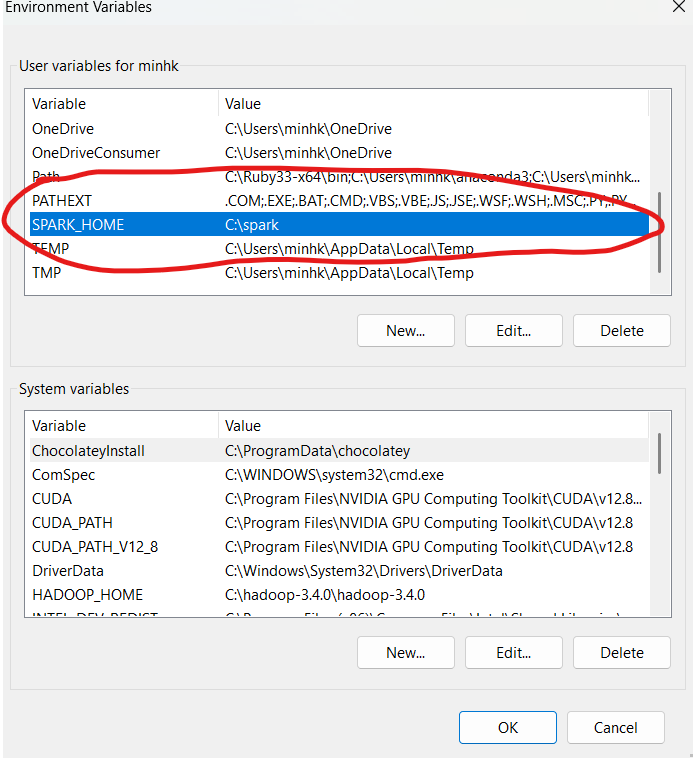 Environment Variables
User variables for minhk
Variable Value
OneDrive C:\Users\minhk\OneDrive
OneDriveConsumer C:\Users\minhk\OneDrive
Path C:\Ruby33-x64\bin;C:\Users\minhk\anaconda3;C:\Users\minhk...
PATHEXT .COM;.EXE;.BAT;.CMD;.VBS;.VBE;.JS;.JSE;.WSF;.WSH;.MSC;.PY;.PY...
SPARK_HOME C:\spark
TEMP C:\Users\minhk\AppData\Local\Temp
TMP C:\Users\minhk\AppData\Local\Temp
New... Edit... Delete
System variables
Variable Value
ChocolateyInstall C:\ProgramData\chocolatey
ComSpec C:\WINDOWS\system32\cmd.exe
CUDA C:\Program Files\NVIDIA GPU Computing Toolkit\CUDA\v12.8...
CUDA_PATH C:\Program Files\NVIDIA GPU Computing Toolkit\CUDA\v12.8
CUDA_PATH_V12_8 C:\Program Files\NVIDIA GPU Computing Toolkit\CUDA\v12.8
DriverData C:\Windows\System32\Drivers\DriverData
HADOOP_HOME C:\hadoop-3.4.0\hadoop-3.4.0
New... Edit... Delete
OK Cancel